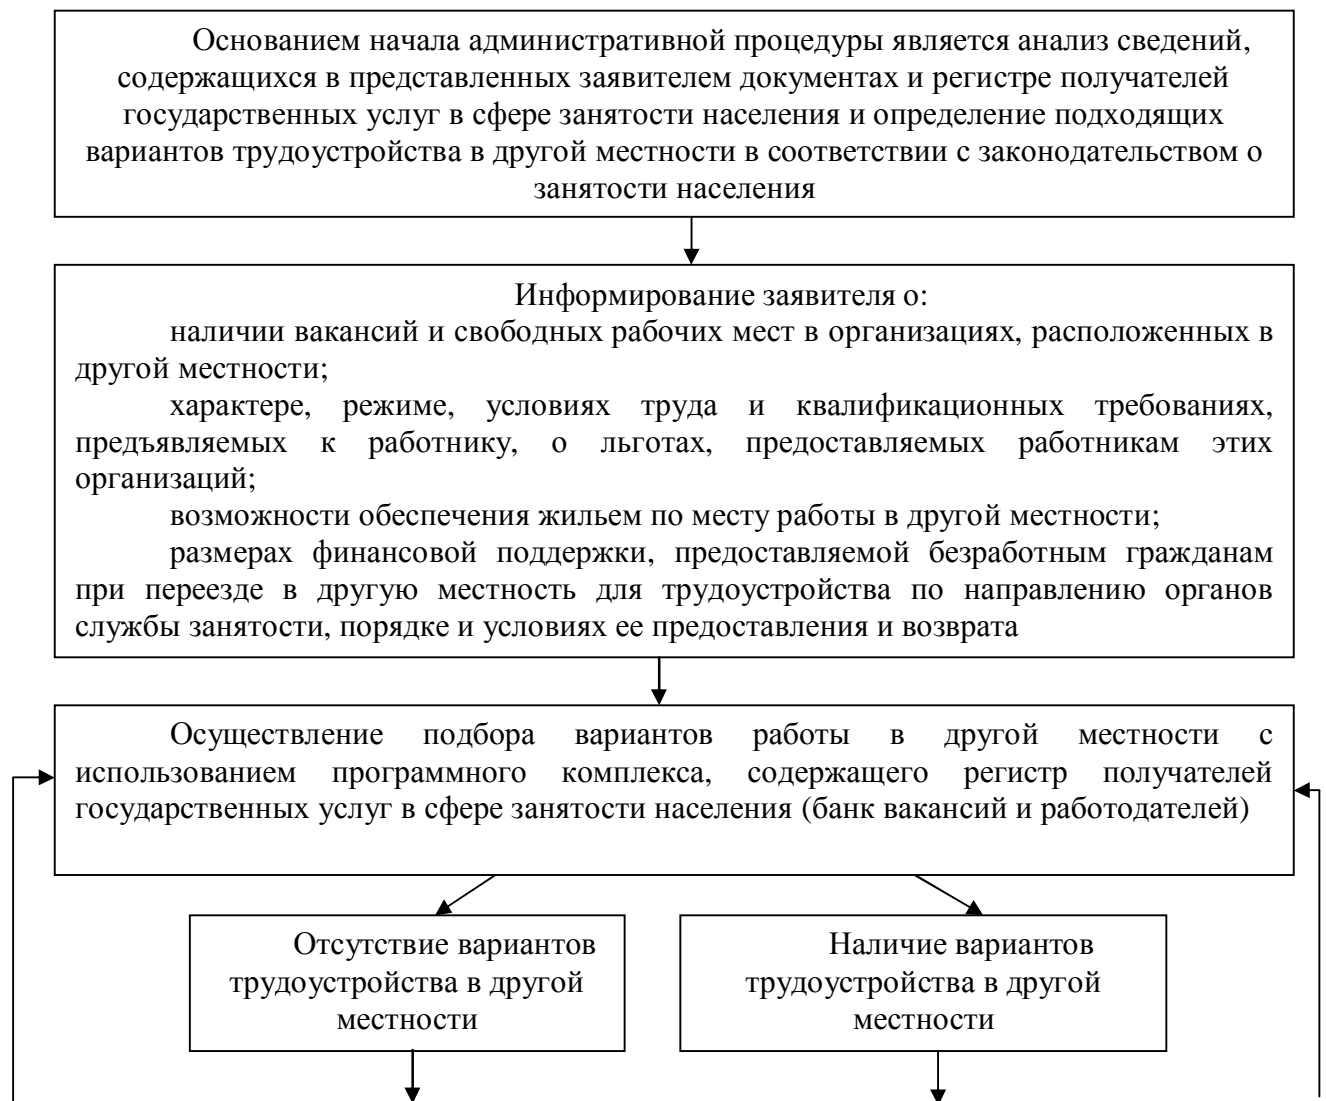 Основанием начала административной процедуры является анализ сведений,
содержащихся в представленных заявителем документах и регистре получателей
государственных услуг в сфере занятости населения и определение подходящих
вариантов трудоустройства в другой местности в соответствии с законодательством о
занятости населения
Информирование заявителя о:
наличии вакансий и свободных рабочих мест в организациях, расположенных в
другой местности;
характере, режиме, условиях труда и квалификационных требованиях,
предъявляемых к работнику, о льготах, предоставляемых работникам этих
организаций;
возможности обеспечения жильем по месту работы в другой местности;
размерах финансовой поддержки, предоставляемой безработным гражданам
при переезде в другую местность для трудоустройства по направлению органов
службы занятости, порядке и условиях ее предоставления и возврата
Осуществление подбора вариантов работы в другой местности с
использованием программного комплекса, содержащего регистр получателей
государственных услуг в сфере занятости населения (банк вакансий и работодателей)
Отсутствие вариантов
трудоустройства в другой
местности
Наличие вариантов
трудоустройства в другой
местности